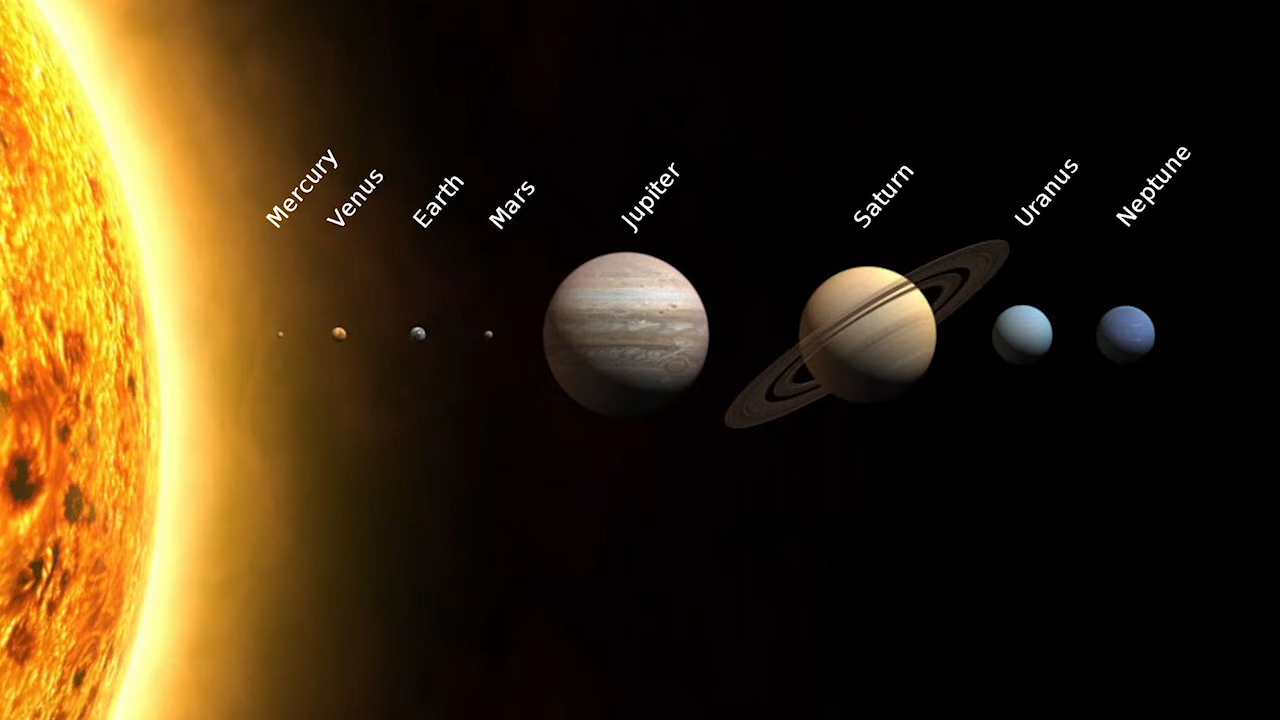 Mercury
Venus
Earth
Mars
Jupiter
Saturn
Uranus
Neptune